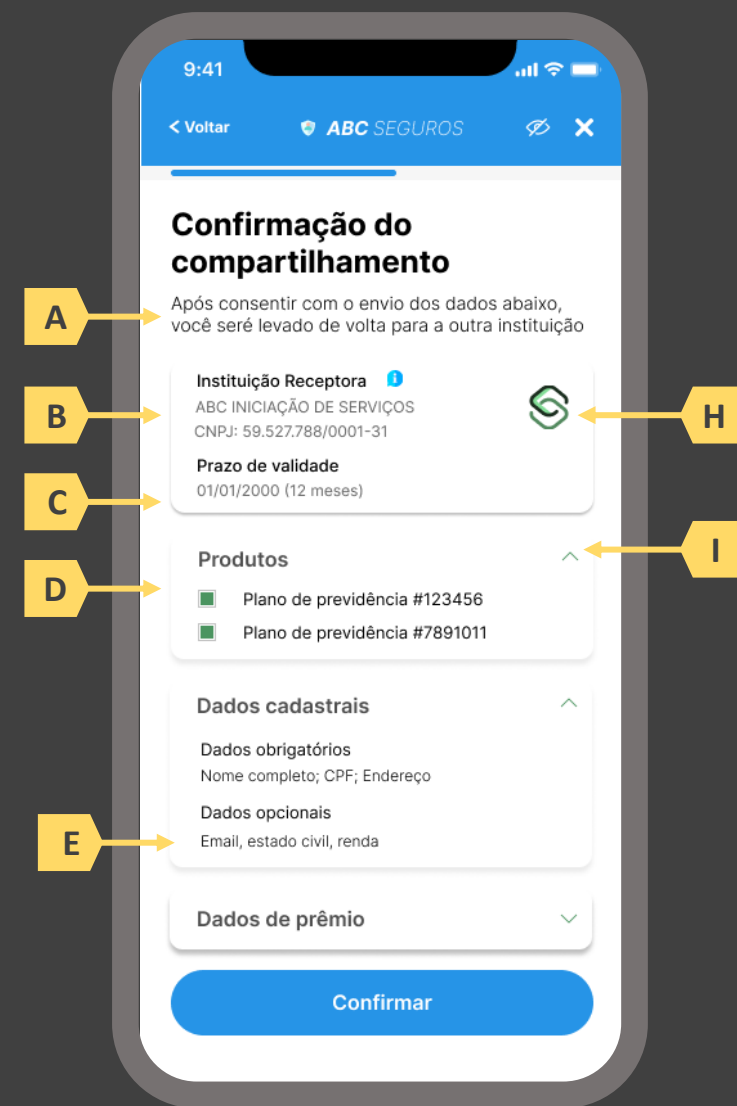 9:41
Voltar
ABC SEGUROS
Confirmação do
compartilhamento
A
Após consentir com o envio dos dados abaixo,
você seré levado de volta para a outra instituição
Instituição Receptora i
B
ABC INICIAÇÃO DE SERVIÇOS
H
CNPJ: 59.527.788/0001-31
Prazo de validade
C
01/01/2000 (12 meses)
Produtos
I
D
Plano de previdência #123456
Plano de previdência #7891011
Dados cadastrais
Dados obrigatórios
Nome completo; CPF; Endereço
Dados opcionais
E
Email, estado civil, renda
Dados de prêmio
Confirmar